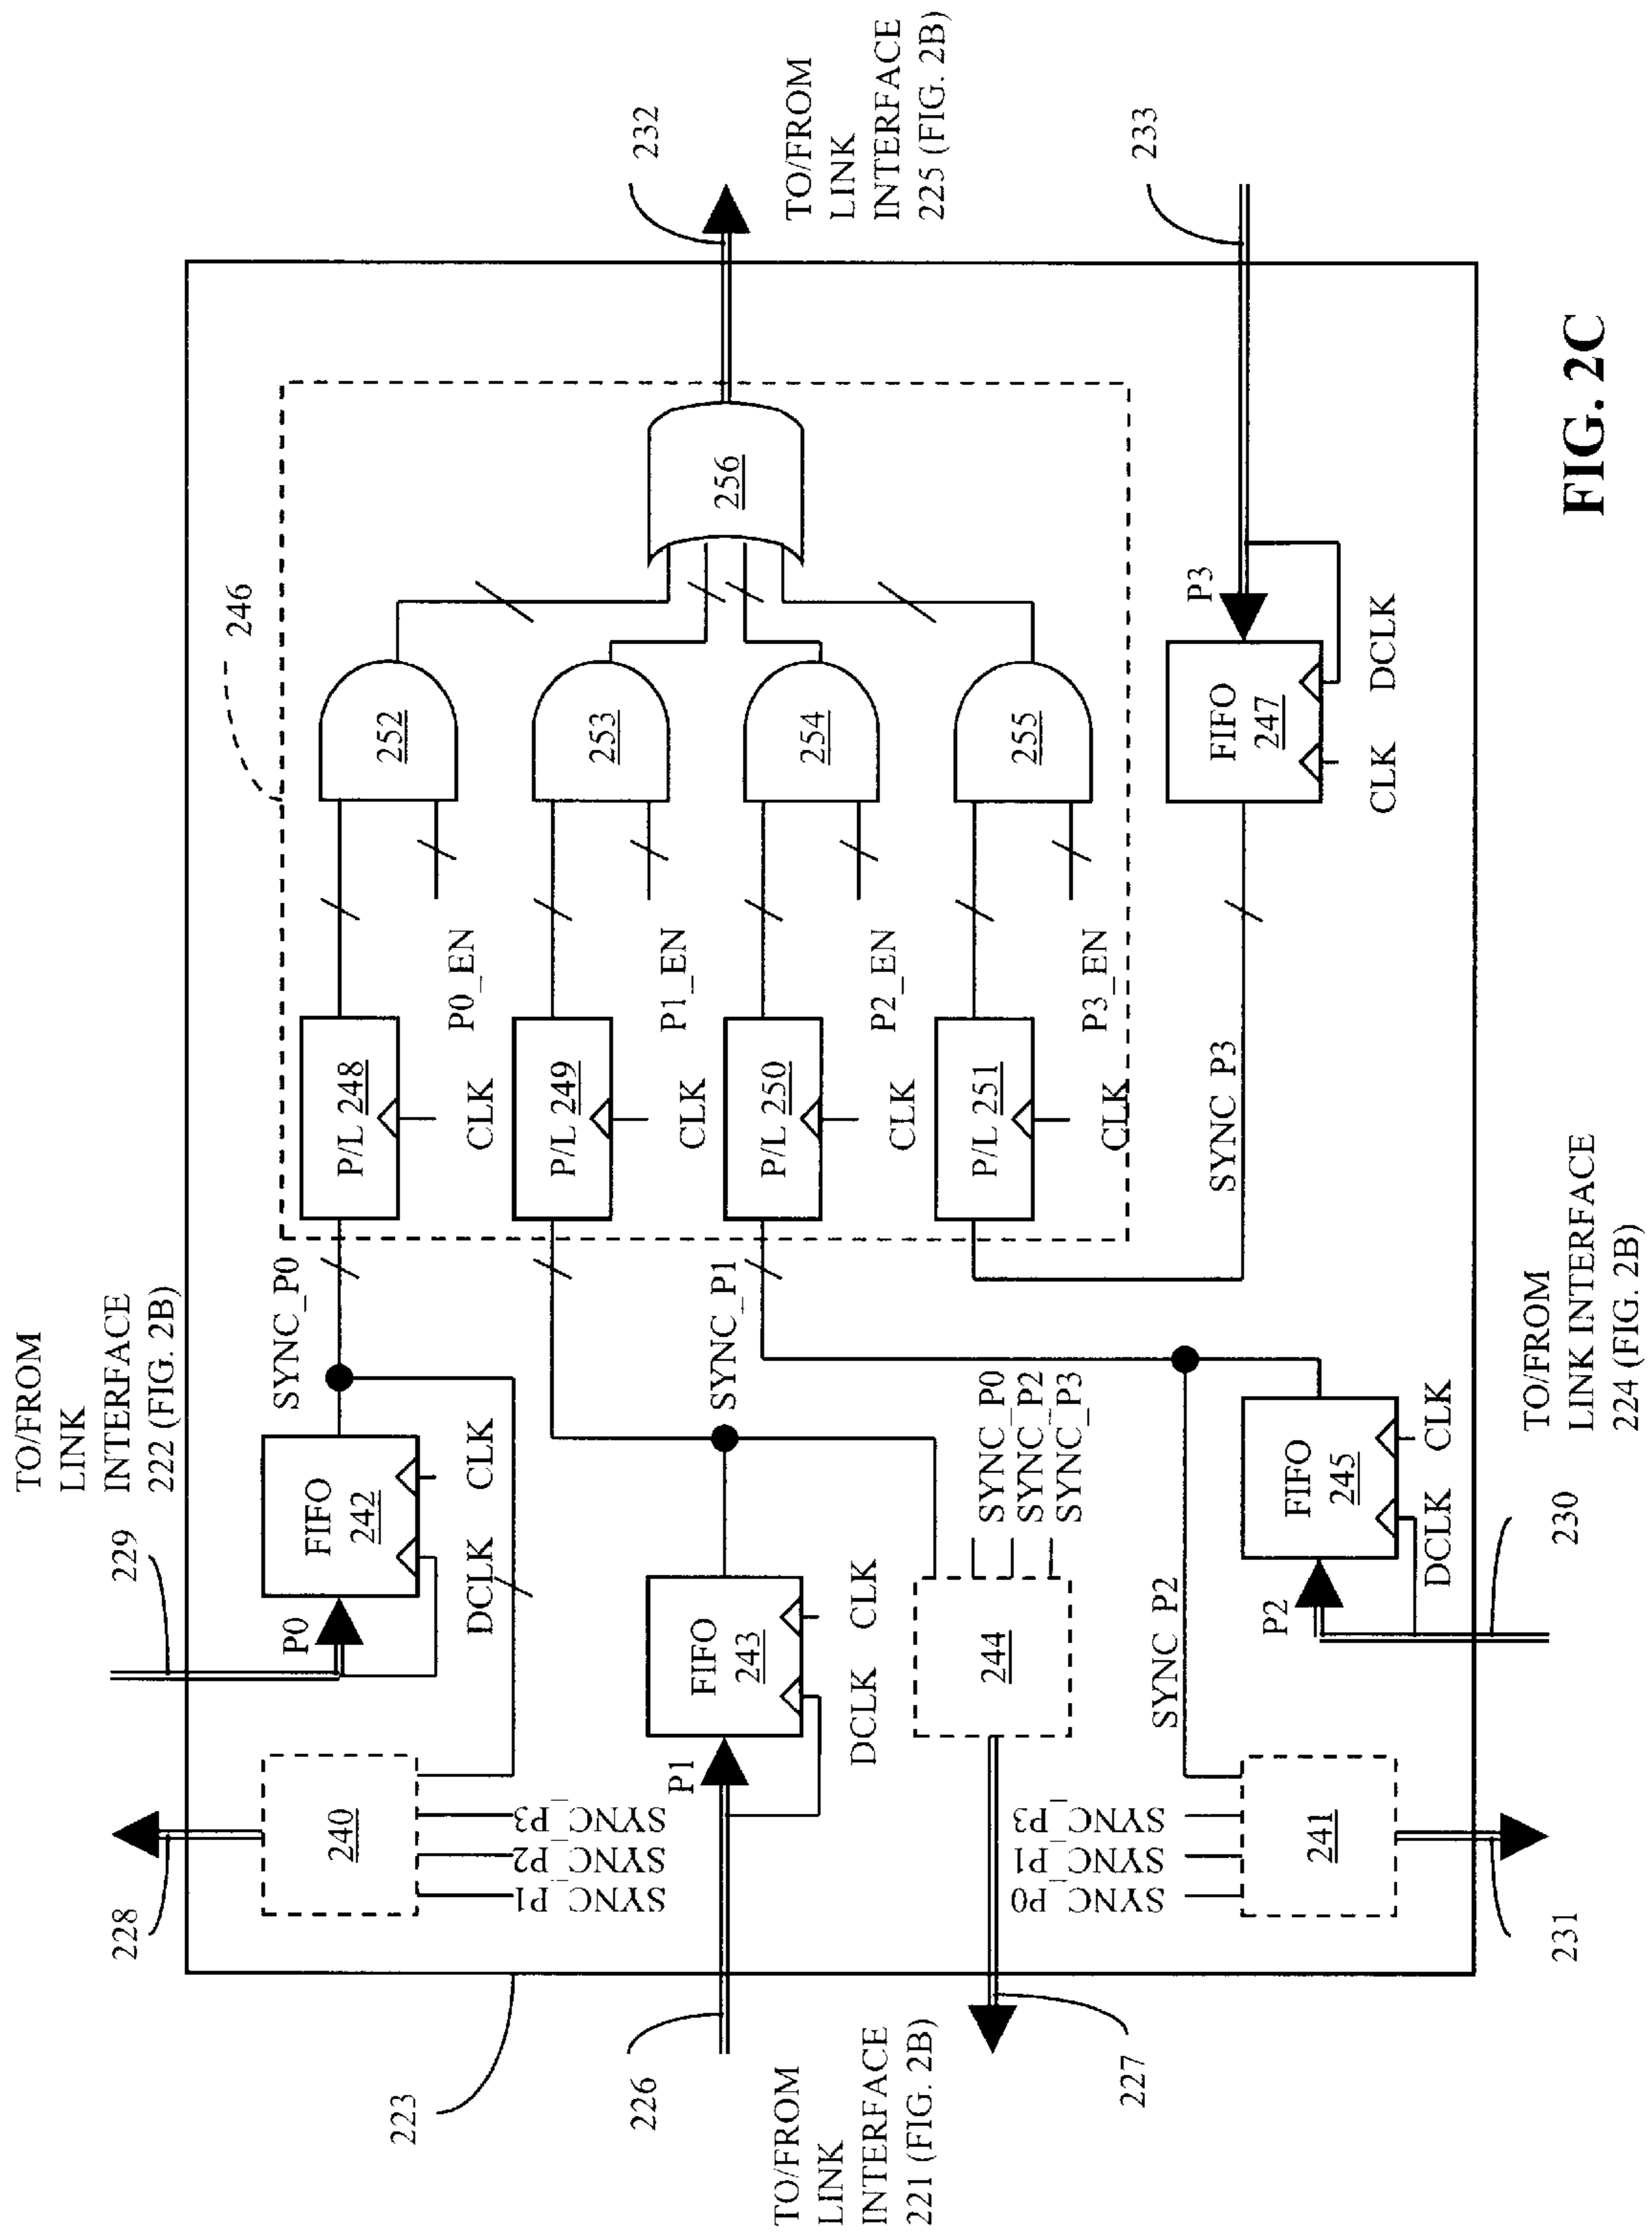 TO/FROM
LINK
INTERFACE
222 (FIG. 2B)
228
229
240
SYNC_P1
SYNC_P2
SYNC_P3
P0
FIFO
242
DCLK
CLK
SYNC_P0
246
P/L 248
CLK
P0_EN
252
223
226
TO/FROM
LINK
INTERFACE
221 (FIG. 2B)
P1
FIFO
243
DCLK
CLK
SYNC_P1
P/L 249
CLK
P1_EN
253
256
232
TO/FROM
LINK
INTERFACE
225 (FIG. 2B)
P/L 250
CLK
P2_EN
254
227
244
SYNC_P0
SYNC_P2
SYNC_P3
P/L 251
CLK
P3_EN
255
SYNC_P0
SYNC_P1
SYNC_P3
241
SYNC_P2
P2
FIFO
245
DCLK
CLK
SYNC_P3
FIFO
247
P3
CLK
DCLK
233
231
230
TO/FROM
LINK INTERFACE
224 (FIG. 2B)
FIG. 2C